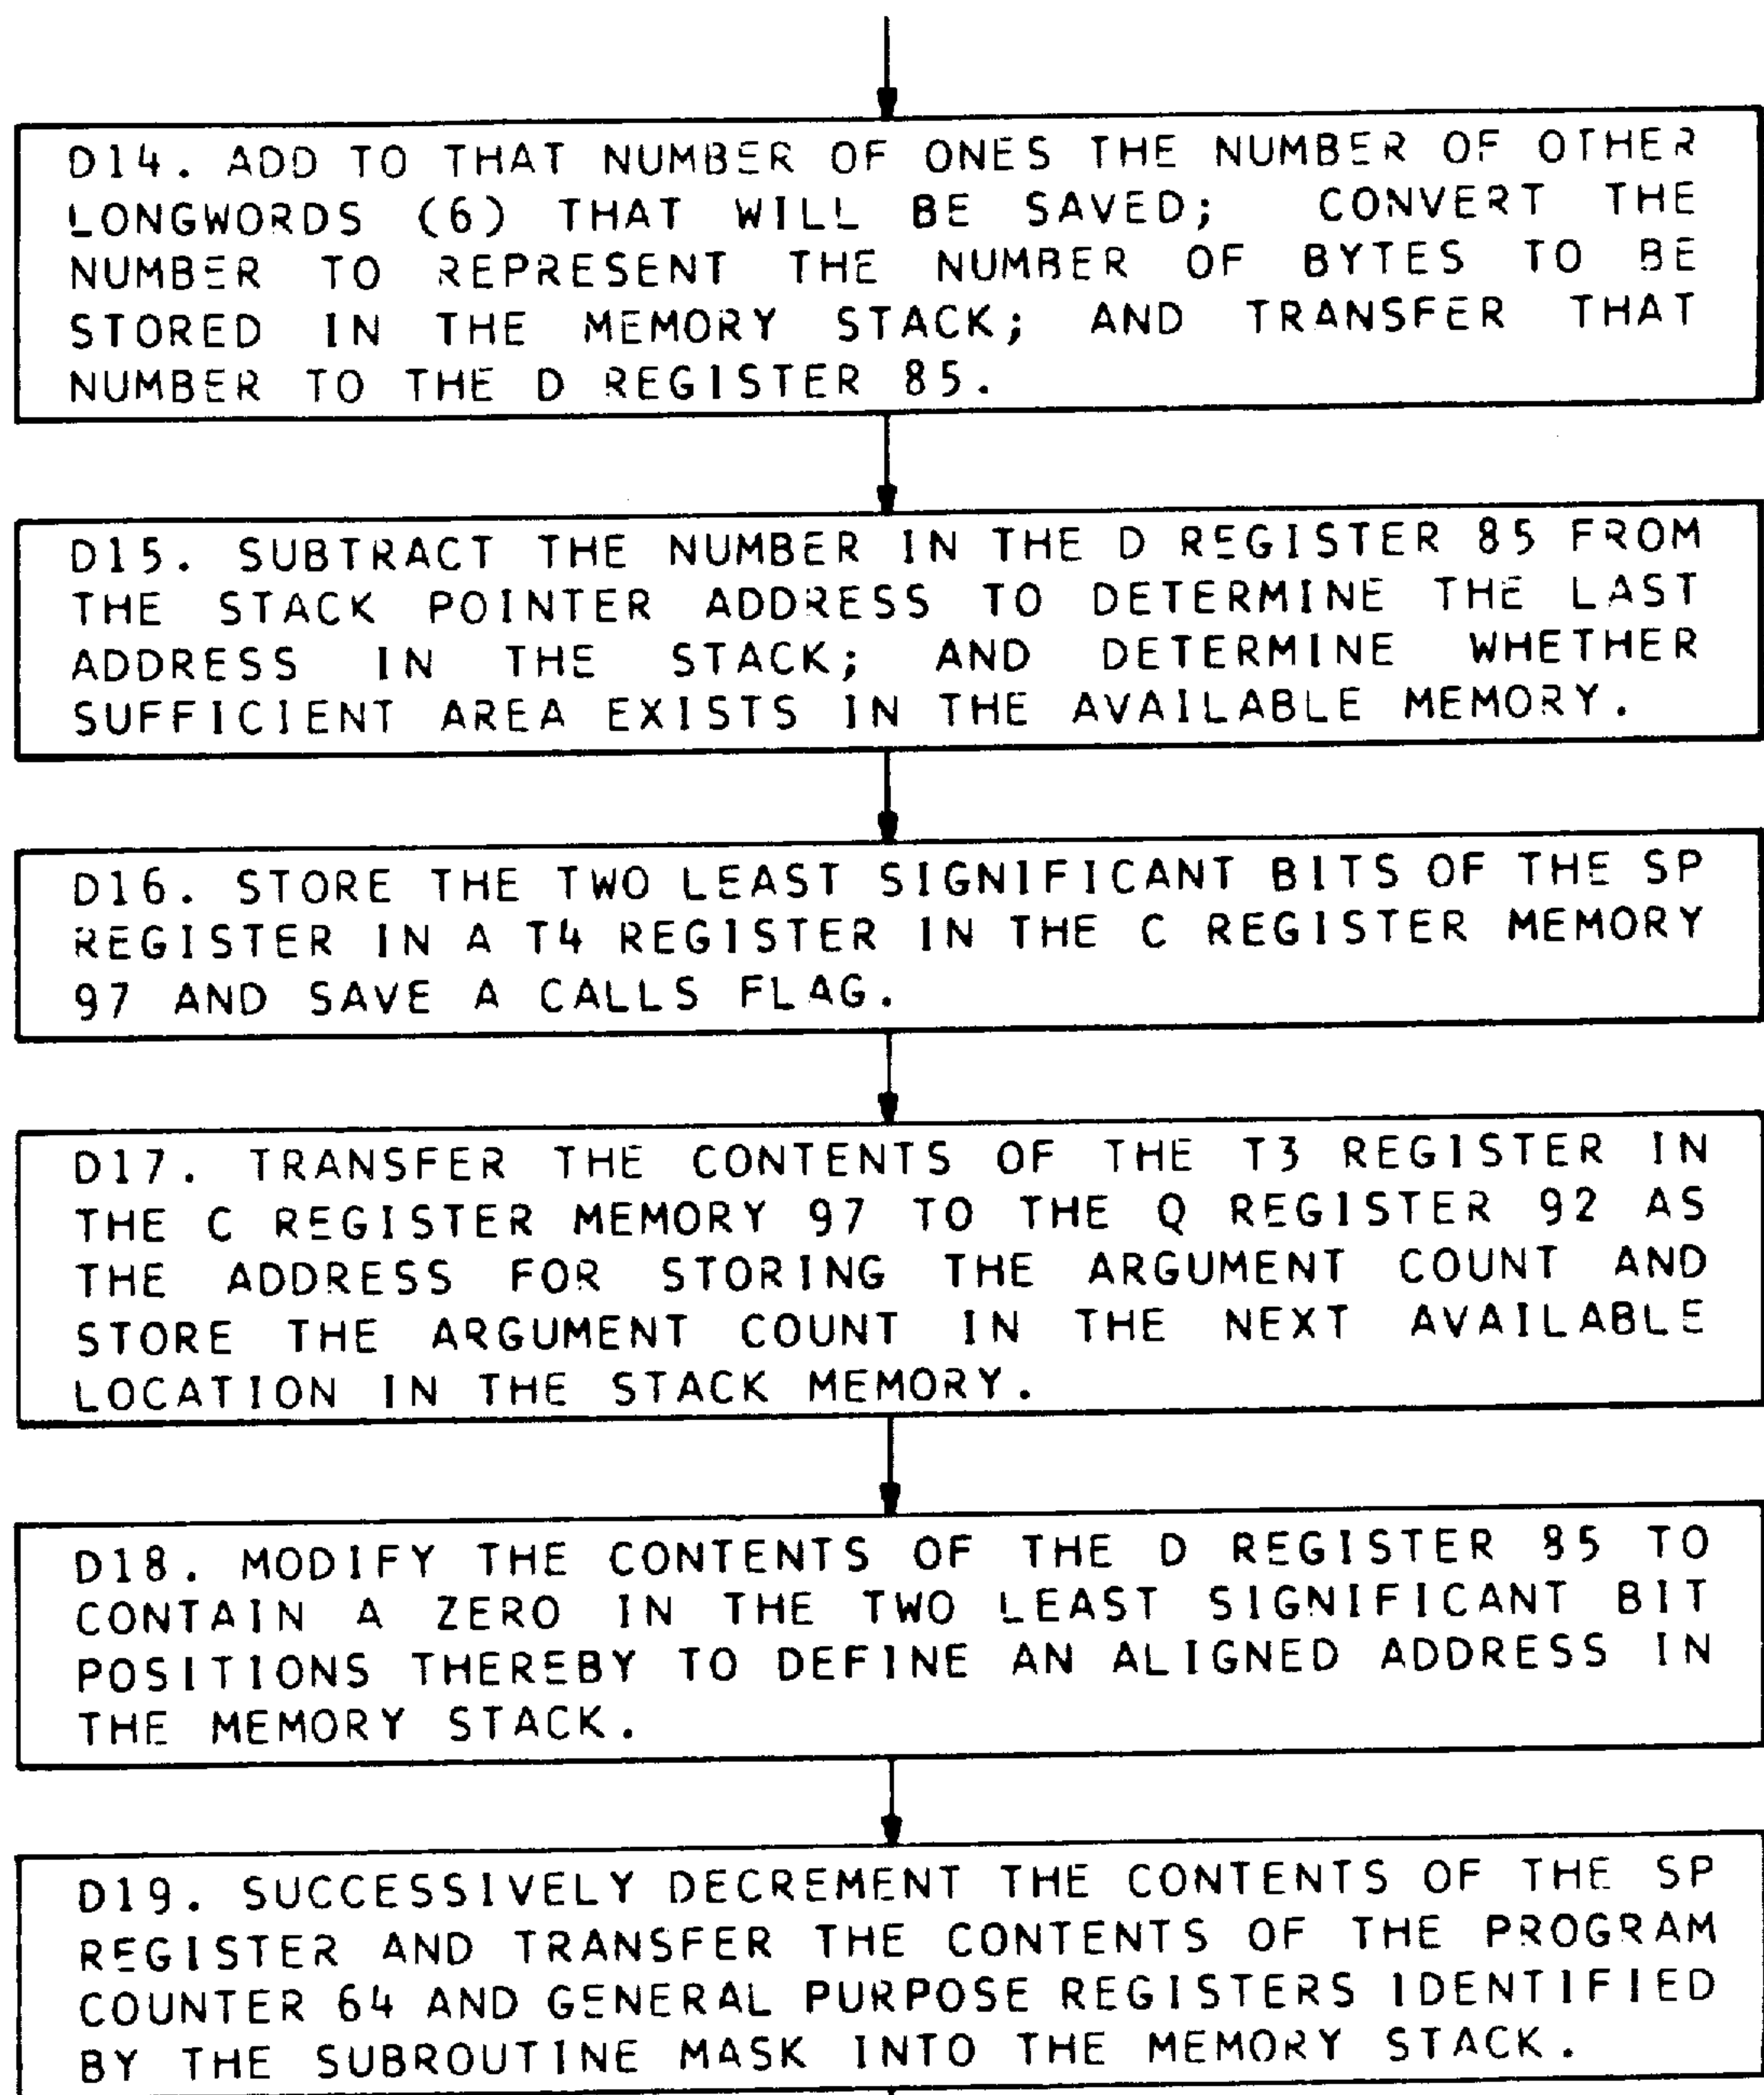 D14. ADD TO THAT NUMBER OF ONES THE NUMBER OF OTHER
LONGWORDS (6) THAT WILL BE SAVED; CONVERT THE
NUMBER TO REPRESENT THE NUMBER OF BYTES TO BE
STORED IN THE MEMORY STACK; AND TRANSFER THAT
NUMBER TO THE D REGISTER 85.
D15. SUBTRACT THE NUMBER IN THE D REGISTER 85 FROM
THE STACK POINTER ADDRESS TO DETERMINE THE LAST
ADDRESS IN THE STACK; AND DETERMINE WHETHER
SUFFICIENT AREA EXISTS IN THE AVAILABLE MEMORY.
D16. STORE THE TWO LEAST SIGNIFICANT BITS OF THE SP
REGISTER IN A T4 REGISTER IN THE C REGISTER MEMORY
97 AND SAVE A CALLS FLAG.
D17. TRANSFER THE CONTENTS OF THE T3 REGISTER IN
THE C REGISTER MEMORY 97 TO THE Q REGISTER 92 AS
THE ADDRESS FOR STORING THE ARGUMENT COUNT AND
STORE THE ARGUMENT COUNT IN THE NEXT AVAILABLE
LOCATION IN THE STACK MEMORY.
D18. MODIFY THE CONTENTS OF THE D REGISTER 85 TO
CONTAIN A ZERO IN THE TWO LEAST SIGNIFICANT BIT
POSITIONS THEREBY TO DEFINE AN ALIGNED ADDRESS IN
THE MEMORY STACK.
D19. SUCCESSIVELY DECREMENT THE CONTENTS OF THE SP
REGISTER AND TRANSFER THE CONTENTS OF THE PROGRAM
COUNTER 64 AND GENERAL PURPOSE REGISTERS IDENTIFIED
BY THE SUBROUTINE MASK INTO THE MEMORY STACK.